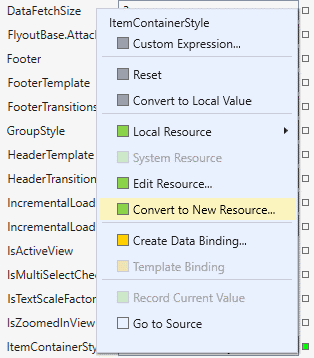 DataFetchSize
ItemContainerStyle
FlyoutBase.Attac
Custom Expression...
Footer
Reset
FooterTemplate
Convert to Local Value
FooterTransitions
GroupStyle
Local Resource
HeaderTemplate
System Resource
HeaderTransition
Edit Resource...
IncrementalLoad
Convert to New Resource...
IncrementalLoad
IsActiveView
Create Data Binding...
IsMultiSelectChe
Template Binding
IsTextScaleFactor
Record Current Value
IsZoomedInView
Go to Source
ItemContainerSty